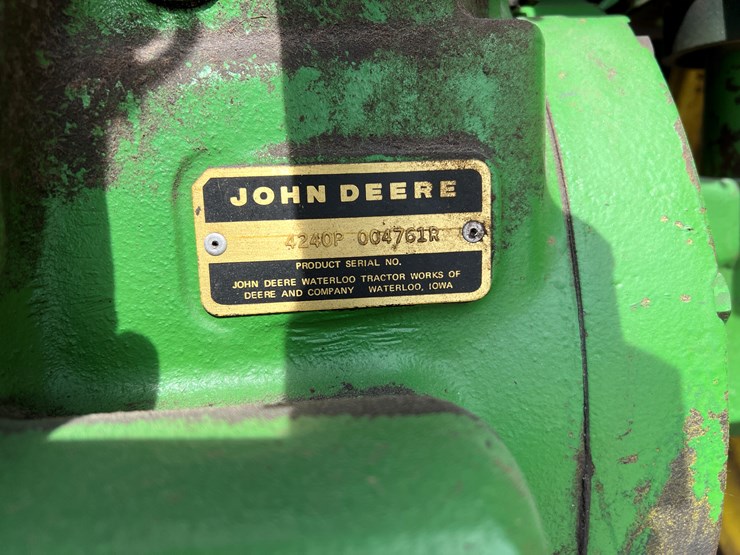 JOHN DEERE
4240P 004761R
PRODUCT SERIAL NO.
JOHN DEERE WATERLOO TRACTOR WORKS OF
DEERE AND COMPANY WATERLOO, IOWA